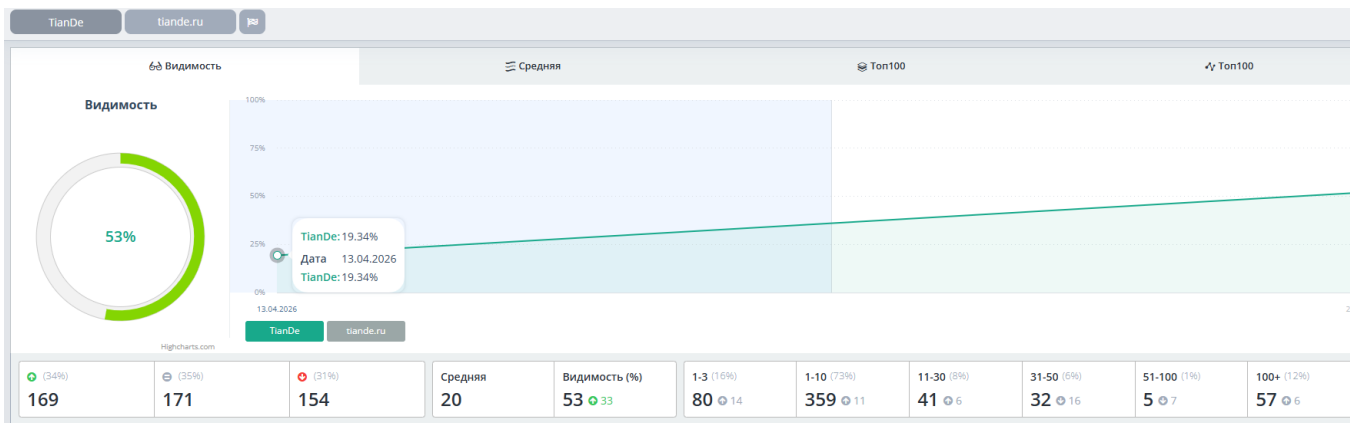 TianDe tiande.ru
Видимость Средняя Топ100 Топ100
Видимость
100%
75%
50%
25%
0%
53%
TianDe: 19.34%
Дата 13.04.2026
TianDe: 19.34%
13.04.2026
TianDe tiande.ru
Highcharts.com
(34%) (35%) (31%) Средняя Видимость (%) 1-3 (16%) 1-10 (73%) 11-30 (8%) 31-50 (6%) 51-100 (1%) 100+ (12%)
169 171 154 20 53 33 80 14 359 11 41 6 32 16 5 7 57 6